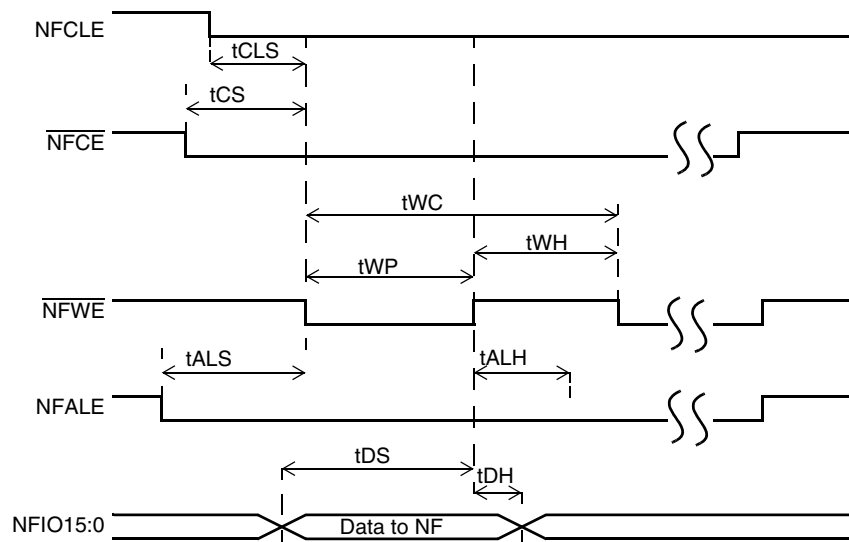 NFCLE
tCLS
tCS
NFCE
tWC
tWH
tWP
NFWE
tALS
tALH
NFALE
tDS
tDH
NFIO15:0
Data to NF